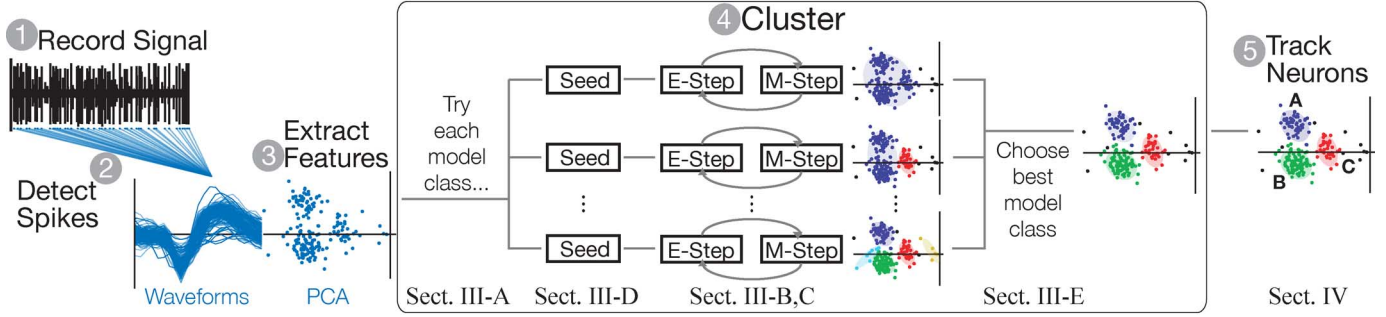 1 Record Signal
2 Detect
Spikes
Waveforms
3 Extract
Features
PCA
4 Cluster
Try
each
model
class...
Seed
E-Step
M-Step
Seed
E-Step
M-Step
⋮
⋮
⋮
Seed
E-Step
M-Step
Choose
best
model
class
Sect. III-A
Sect. III-D
Sect. III-B,C
Sect. III-E
5 Track
Neurons
A
B
C
Sect. IV